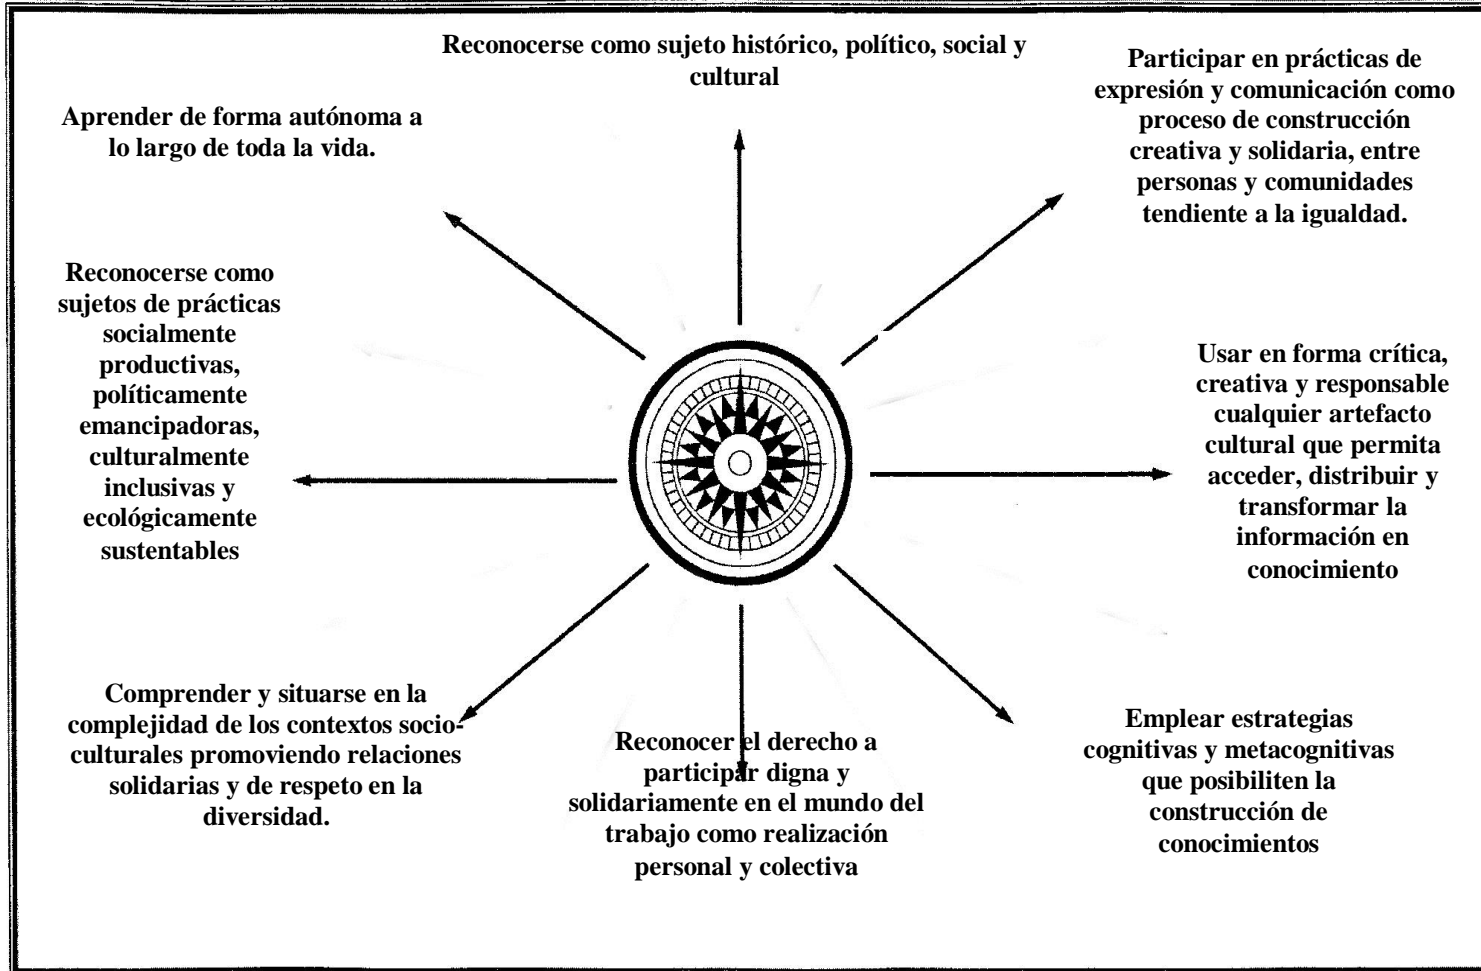 Reconocerse como sujeto histórico, político, social y
cultural
Participar en prácticas de
expresión y comunicación como
proceso de construcción
creativa y solidaria, entre
personas y comunidades
tendiente a la igualdad.
Aprender de forma autónoma a
lo largo de toda la vida.
Reconocerse como
sujetos de prácticas
socialmente
productivas,
políticamente
emancipadoras,
culturalmente
inclusivas y
ecológicamente
sustentables
Usar en forma crítica,
creativa y responsable
cualquier artefacto
cultural que permita
acceder, distribuir y
transformar la
información en
conocimiento
Comprender y situarse en la
complejidad de los contextos socio-
culturales promoviendo relaciones
solidarias y de respeto en la
diversidad.
Reconocer el derecho a
participar digna y
solidariamente en el mundo del
trabajo como realización
personal y colectiva
Emplear estrategias
cognitivas y metacognitivas
que posibiliten la
construcción de
conocimientos